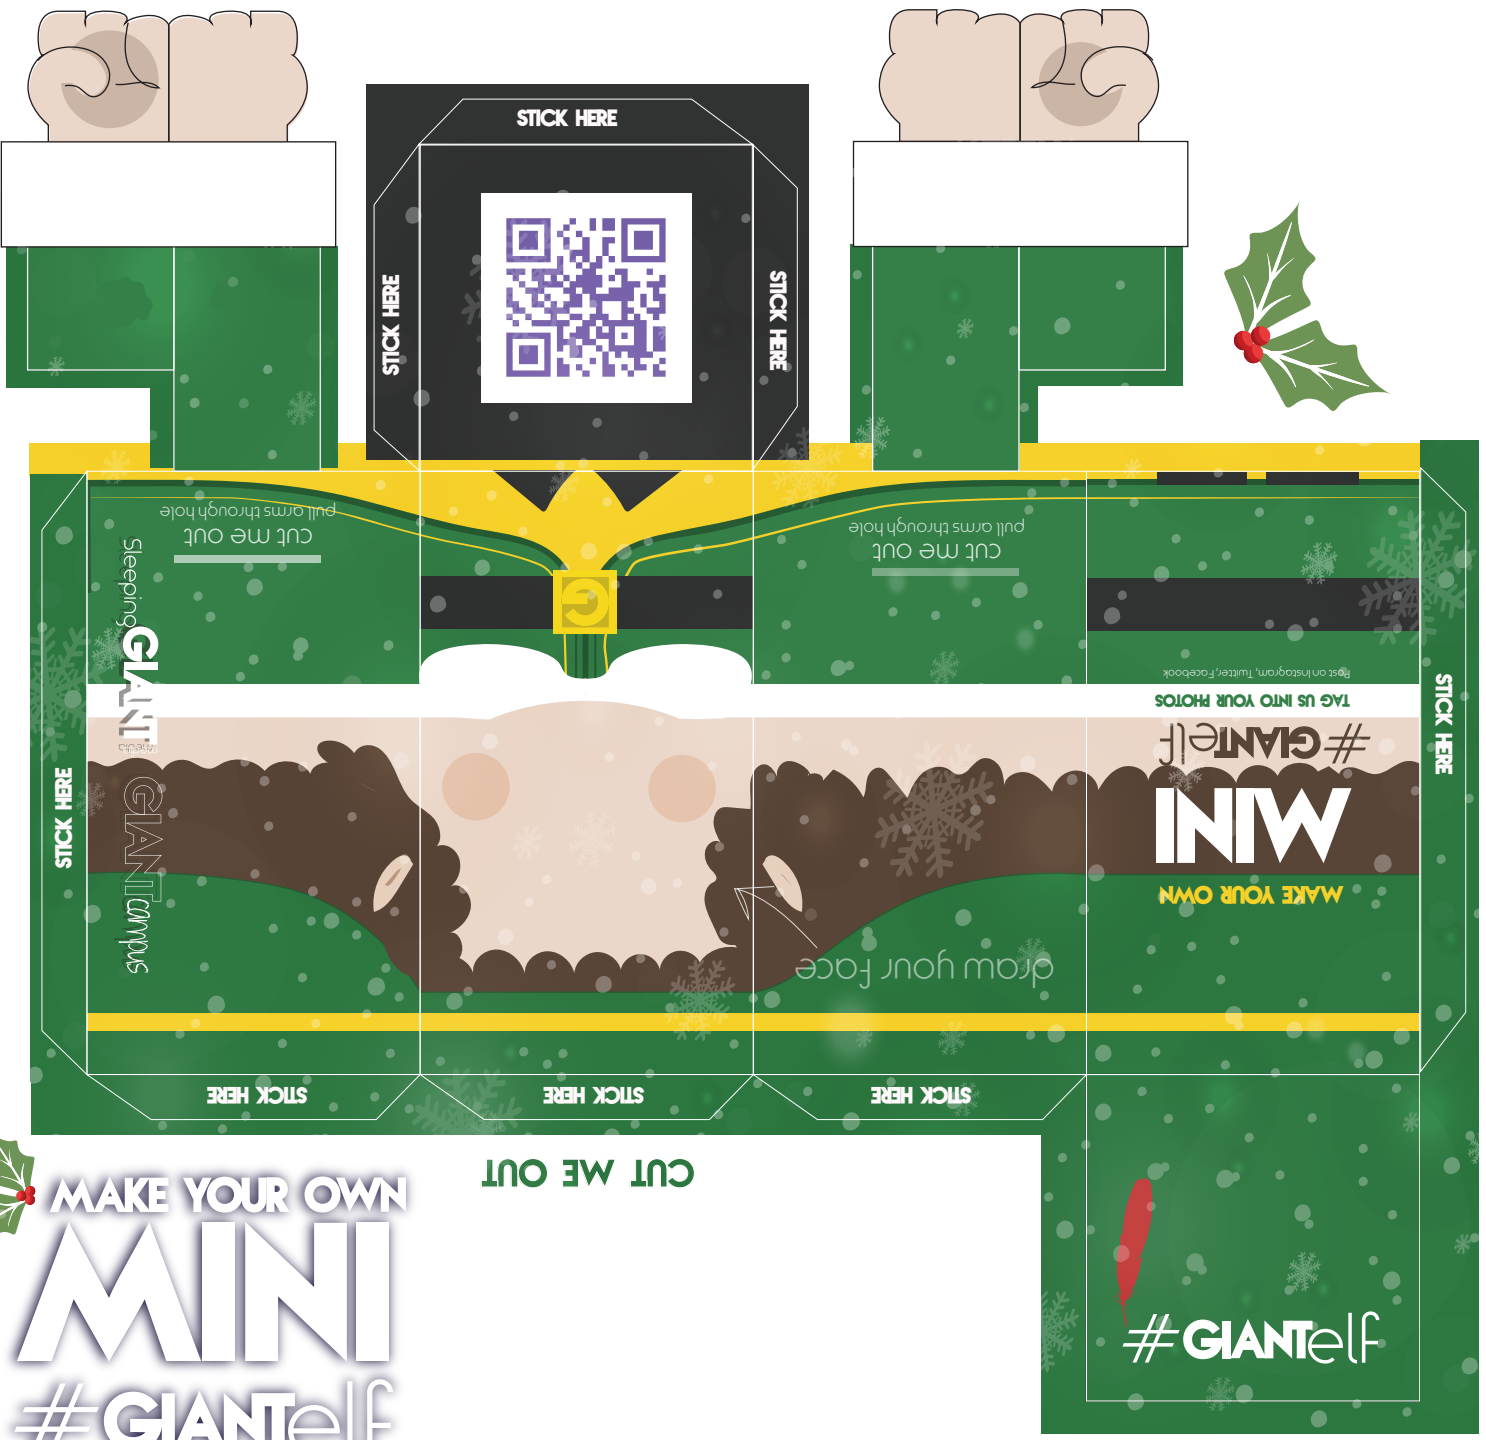 STICK HERE
STICK HERE
STICK HERE
pull arms through hole
cut me out
pull arms through hole
cut me out
Sleeping
GIANT
media
G
Post on Instagram, Twitter, Facebook
TAG US INTO YOUR PHOTOS
#GIANTelf
MINI
MAKE YOUR OWN
STICK HERE
STICK HERE
GIANT
campus
draw your Face
STICK HERE
STICK HERE
STICK HERE
CUT ME OUT
MAKE YOUR OWN
MINI
#GIANTelf
#GIANTelf